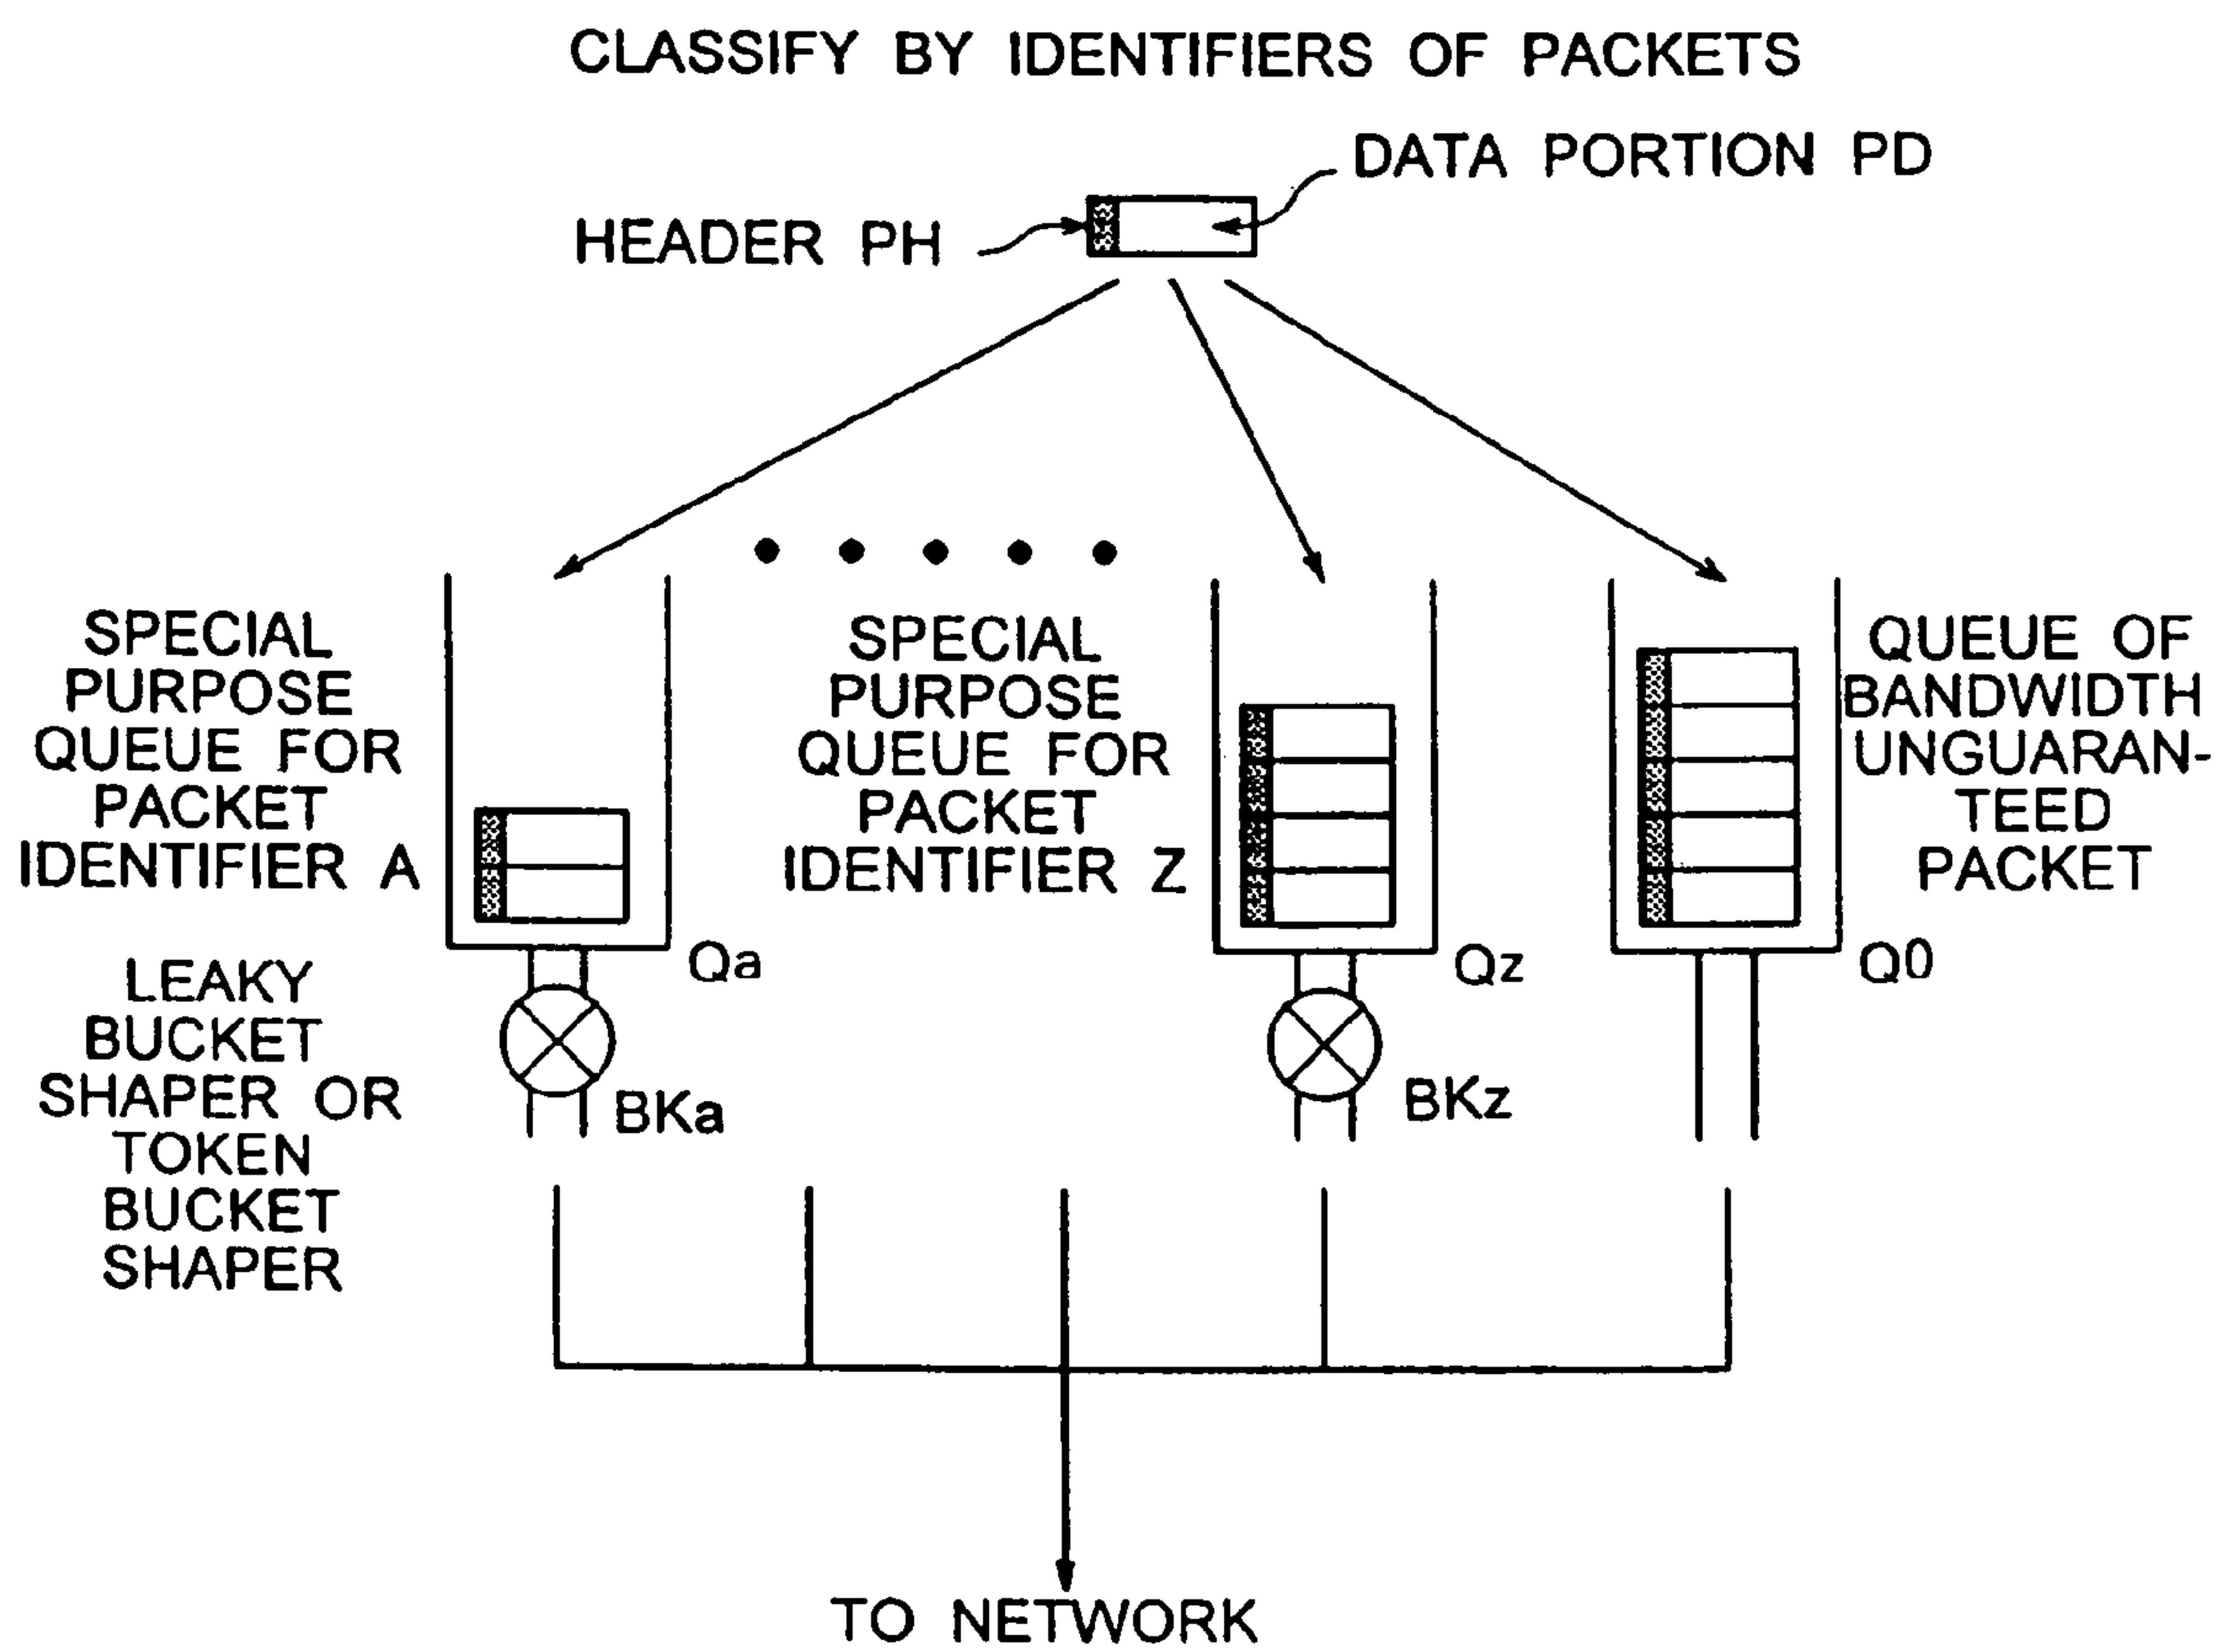 CLASSIFY BY IDENTIFIERS OF PACKETS
DATA PORTION PD
HEADER PH
SPECIAL
PURPOSE
QUEUE FOR
PACKET
IDENTIFIER A
SPECIAL
PURPOSE
QUEUE FOR
PACKET
IDENTIFIER Z
QUEUE OF
BANDWIDTH
UNGUARAN-
TEED
PACKET
Qa
Qz
Q0
LEAKY
BUCKET
SHAPER OR
TOKEN
BUCKET
SHAPER
BKa
BKz
TO NETWORK